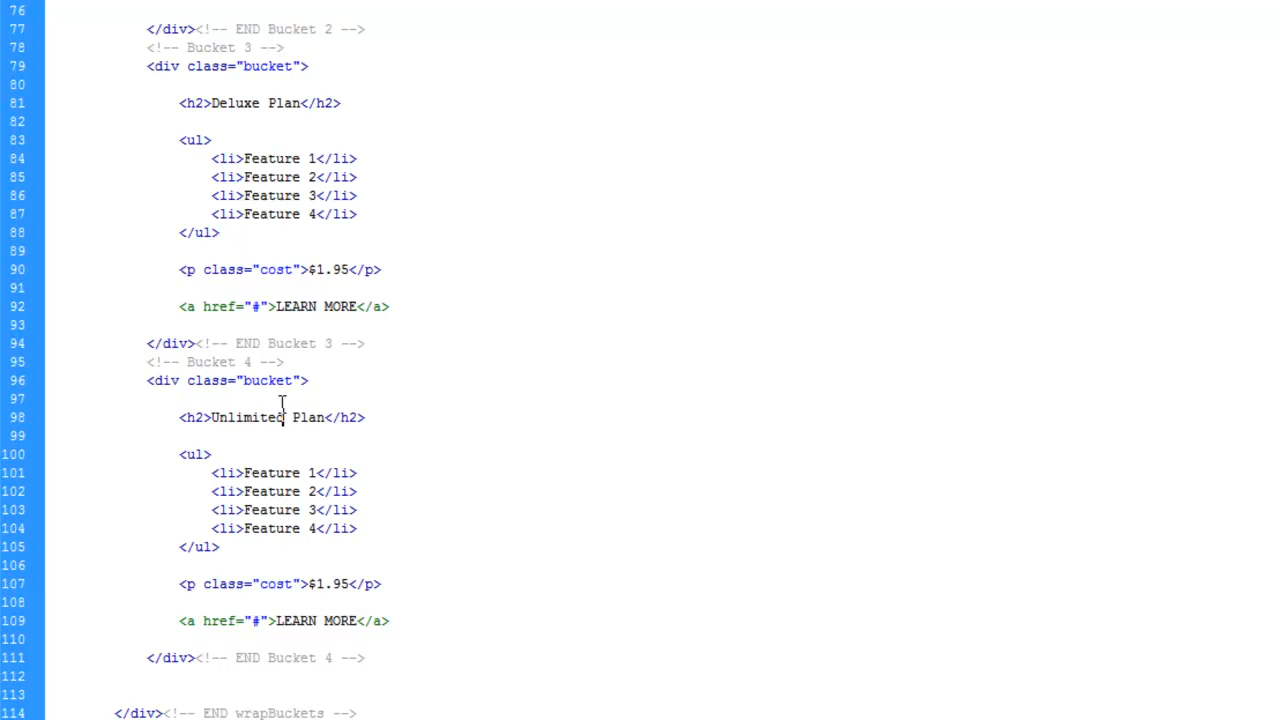 76
77 </div><!-- END Bucket 2 -->
78 <!-- Bucket 3 -->
79 <div class="bucket">
80
81 <h2>Deluxe Plan</h2>
82
83 <ul>
84 <li>Feature 1</li>
85 <li>Feature 2</li>
86 <li>Feature 3</li>
87 <li>Feature 4</li>
88 </ul>
89
90 <p class="cost">$1.95</p>
91
92 <a href="#">LEARN MORE</a>
93
94 </div><!-- END Bucket 3 -->
95 <!-- Bucket 4 -->
96 <div class="bucket">
97
98 <h2>Unlimited Plan</h2>
99
100 <ul>
101 <li>Feature 1</li>
102 <li>Feature 2</li>
103 <li>Feature 3</li>
104 <li>Feature 4</li>
105 </ul>
106
107 <p class="cost">$1.95</p>
108
109 <a href="#">LEARN MORE</a>
110
111 </div><!-- END Bucket 4 -->
112
113
114 </div><!-- END wrapBuckets -->